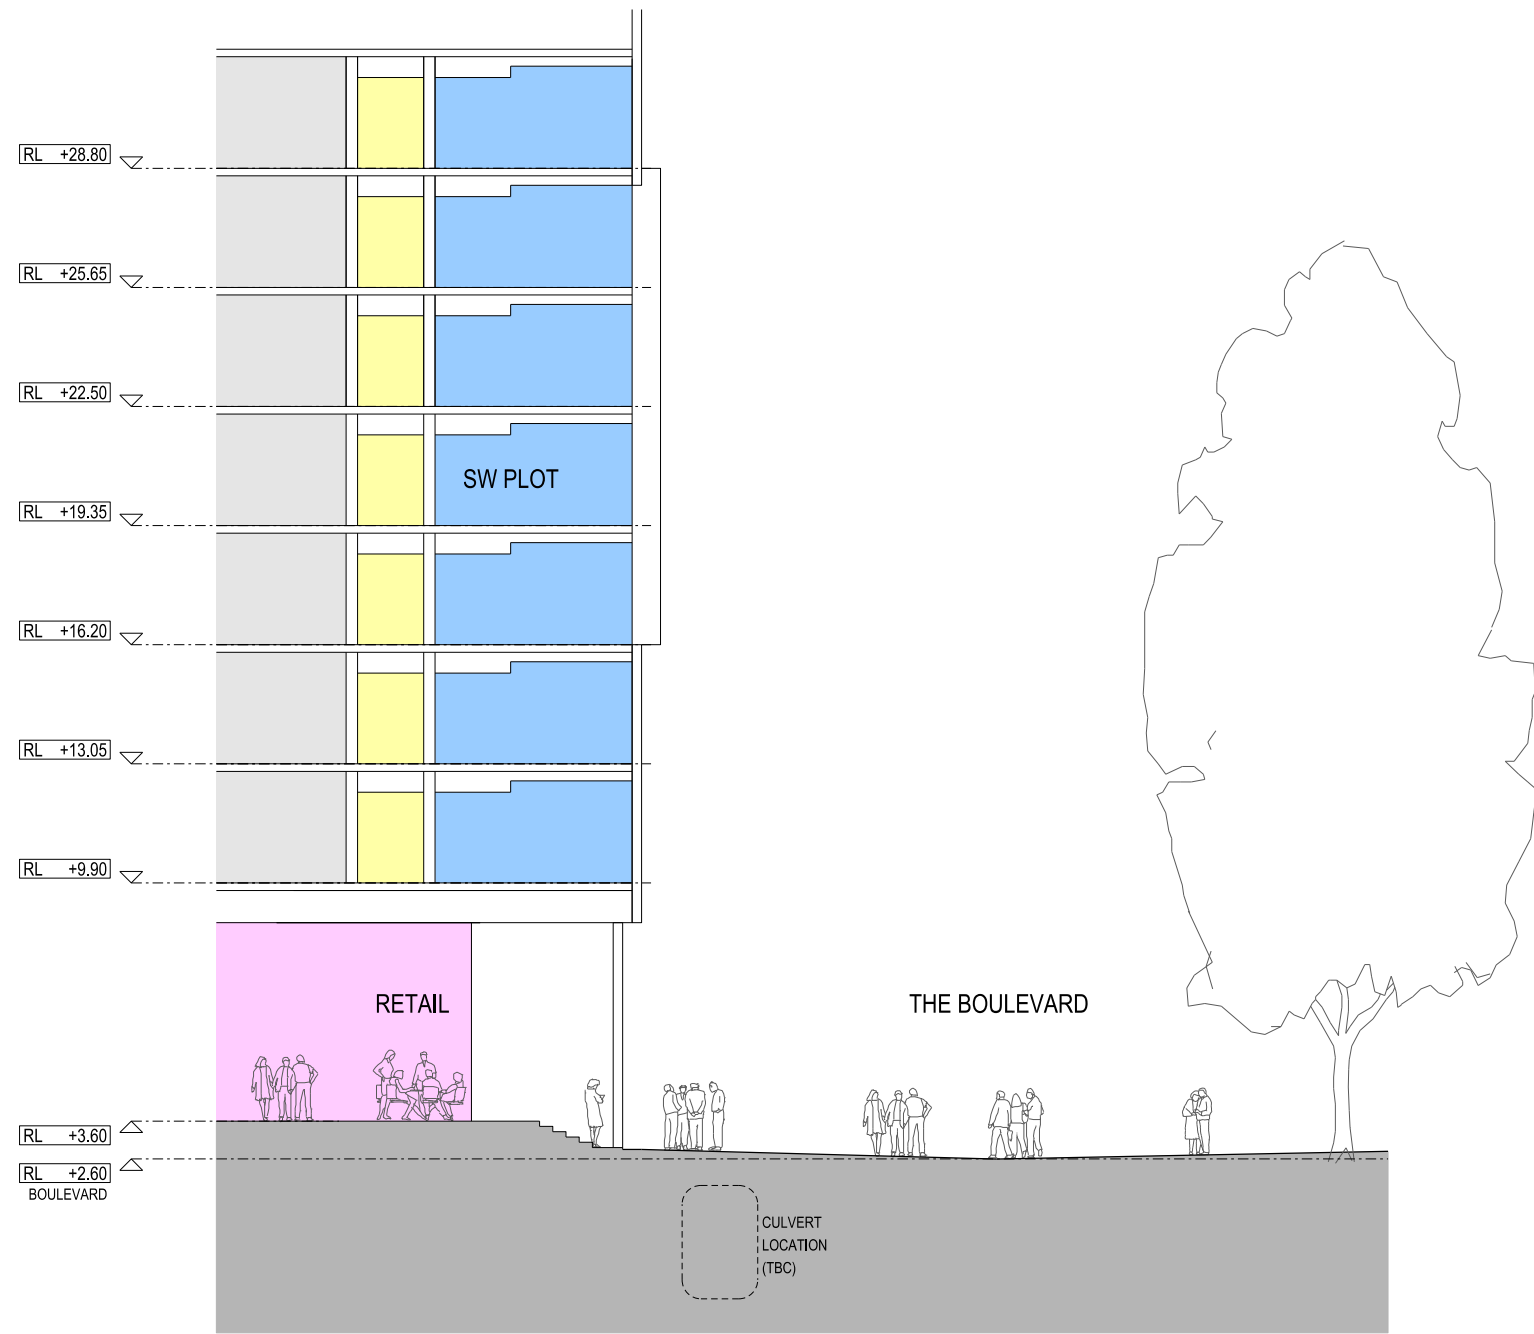 RL +28.80
RL +25.65
RL +22.50
SW PLOT
RL +19.35
RL +16.20
RL +13.05
RL +9.90
RETAIL
THE BOULEVARD
RL +3.60
RL +2.60
BOULEVARD
CULVERT
LOCATION
(TBC)